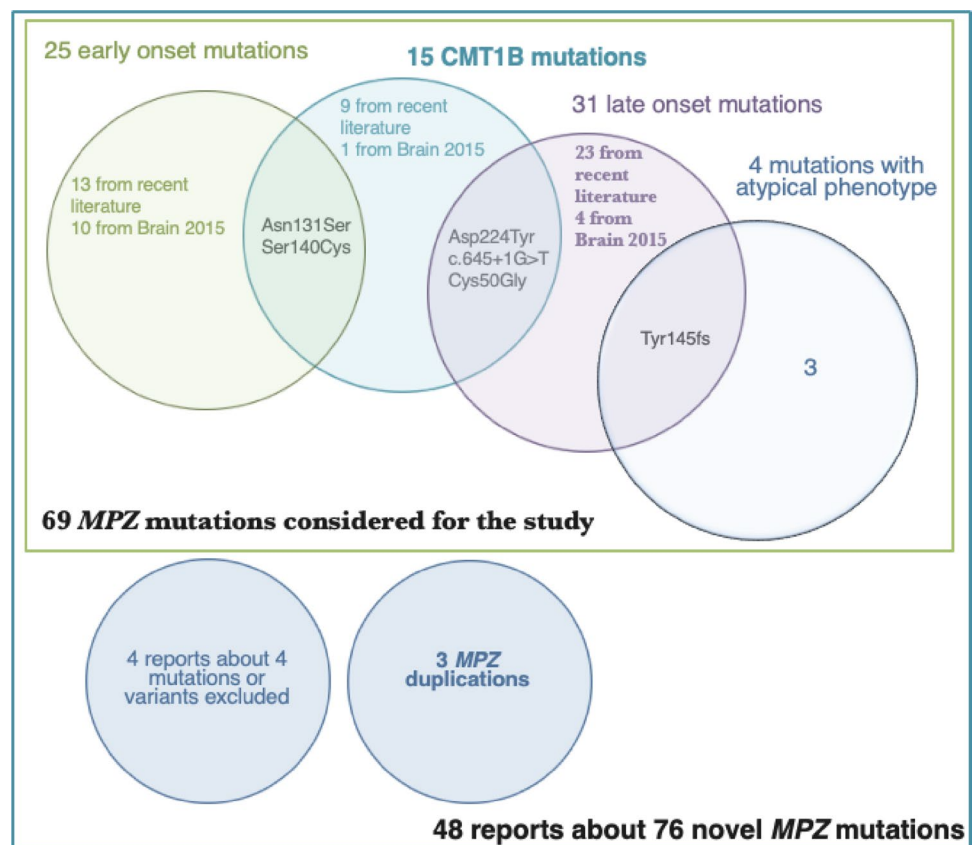 25 early onset mutations
15 CMT1B mutations
31 late onset mutations
4 mutations with
atypical phenotype
13 from recent
literature
10 from Brain 2015
Asn131Ser
Ser140Cys
9 from recent
literature
1 from Brain 2015
Asp224Tyr
c.645+1G>T
Cys50Gly
23 from
recent
literature
4 from
Brain 2015
Tyr145fs
3
69 MPZ mutations considered for the study
4 reports about 4
mutations or
variants excluded
3 MPZ
duplications
48 reports about 76 novel MPZ mutations